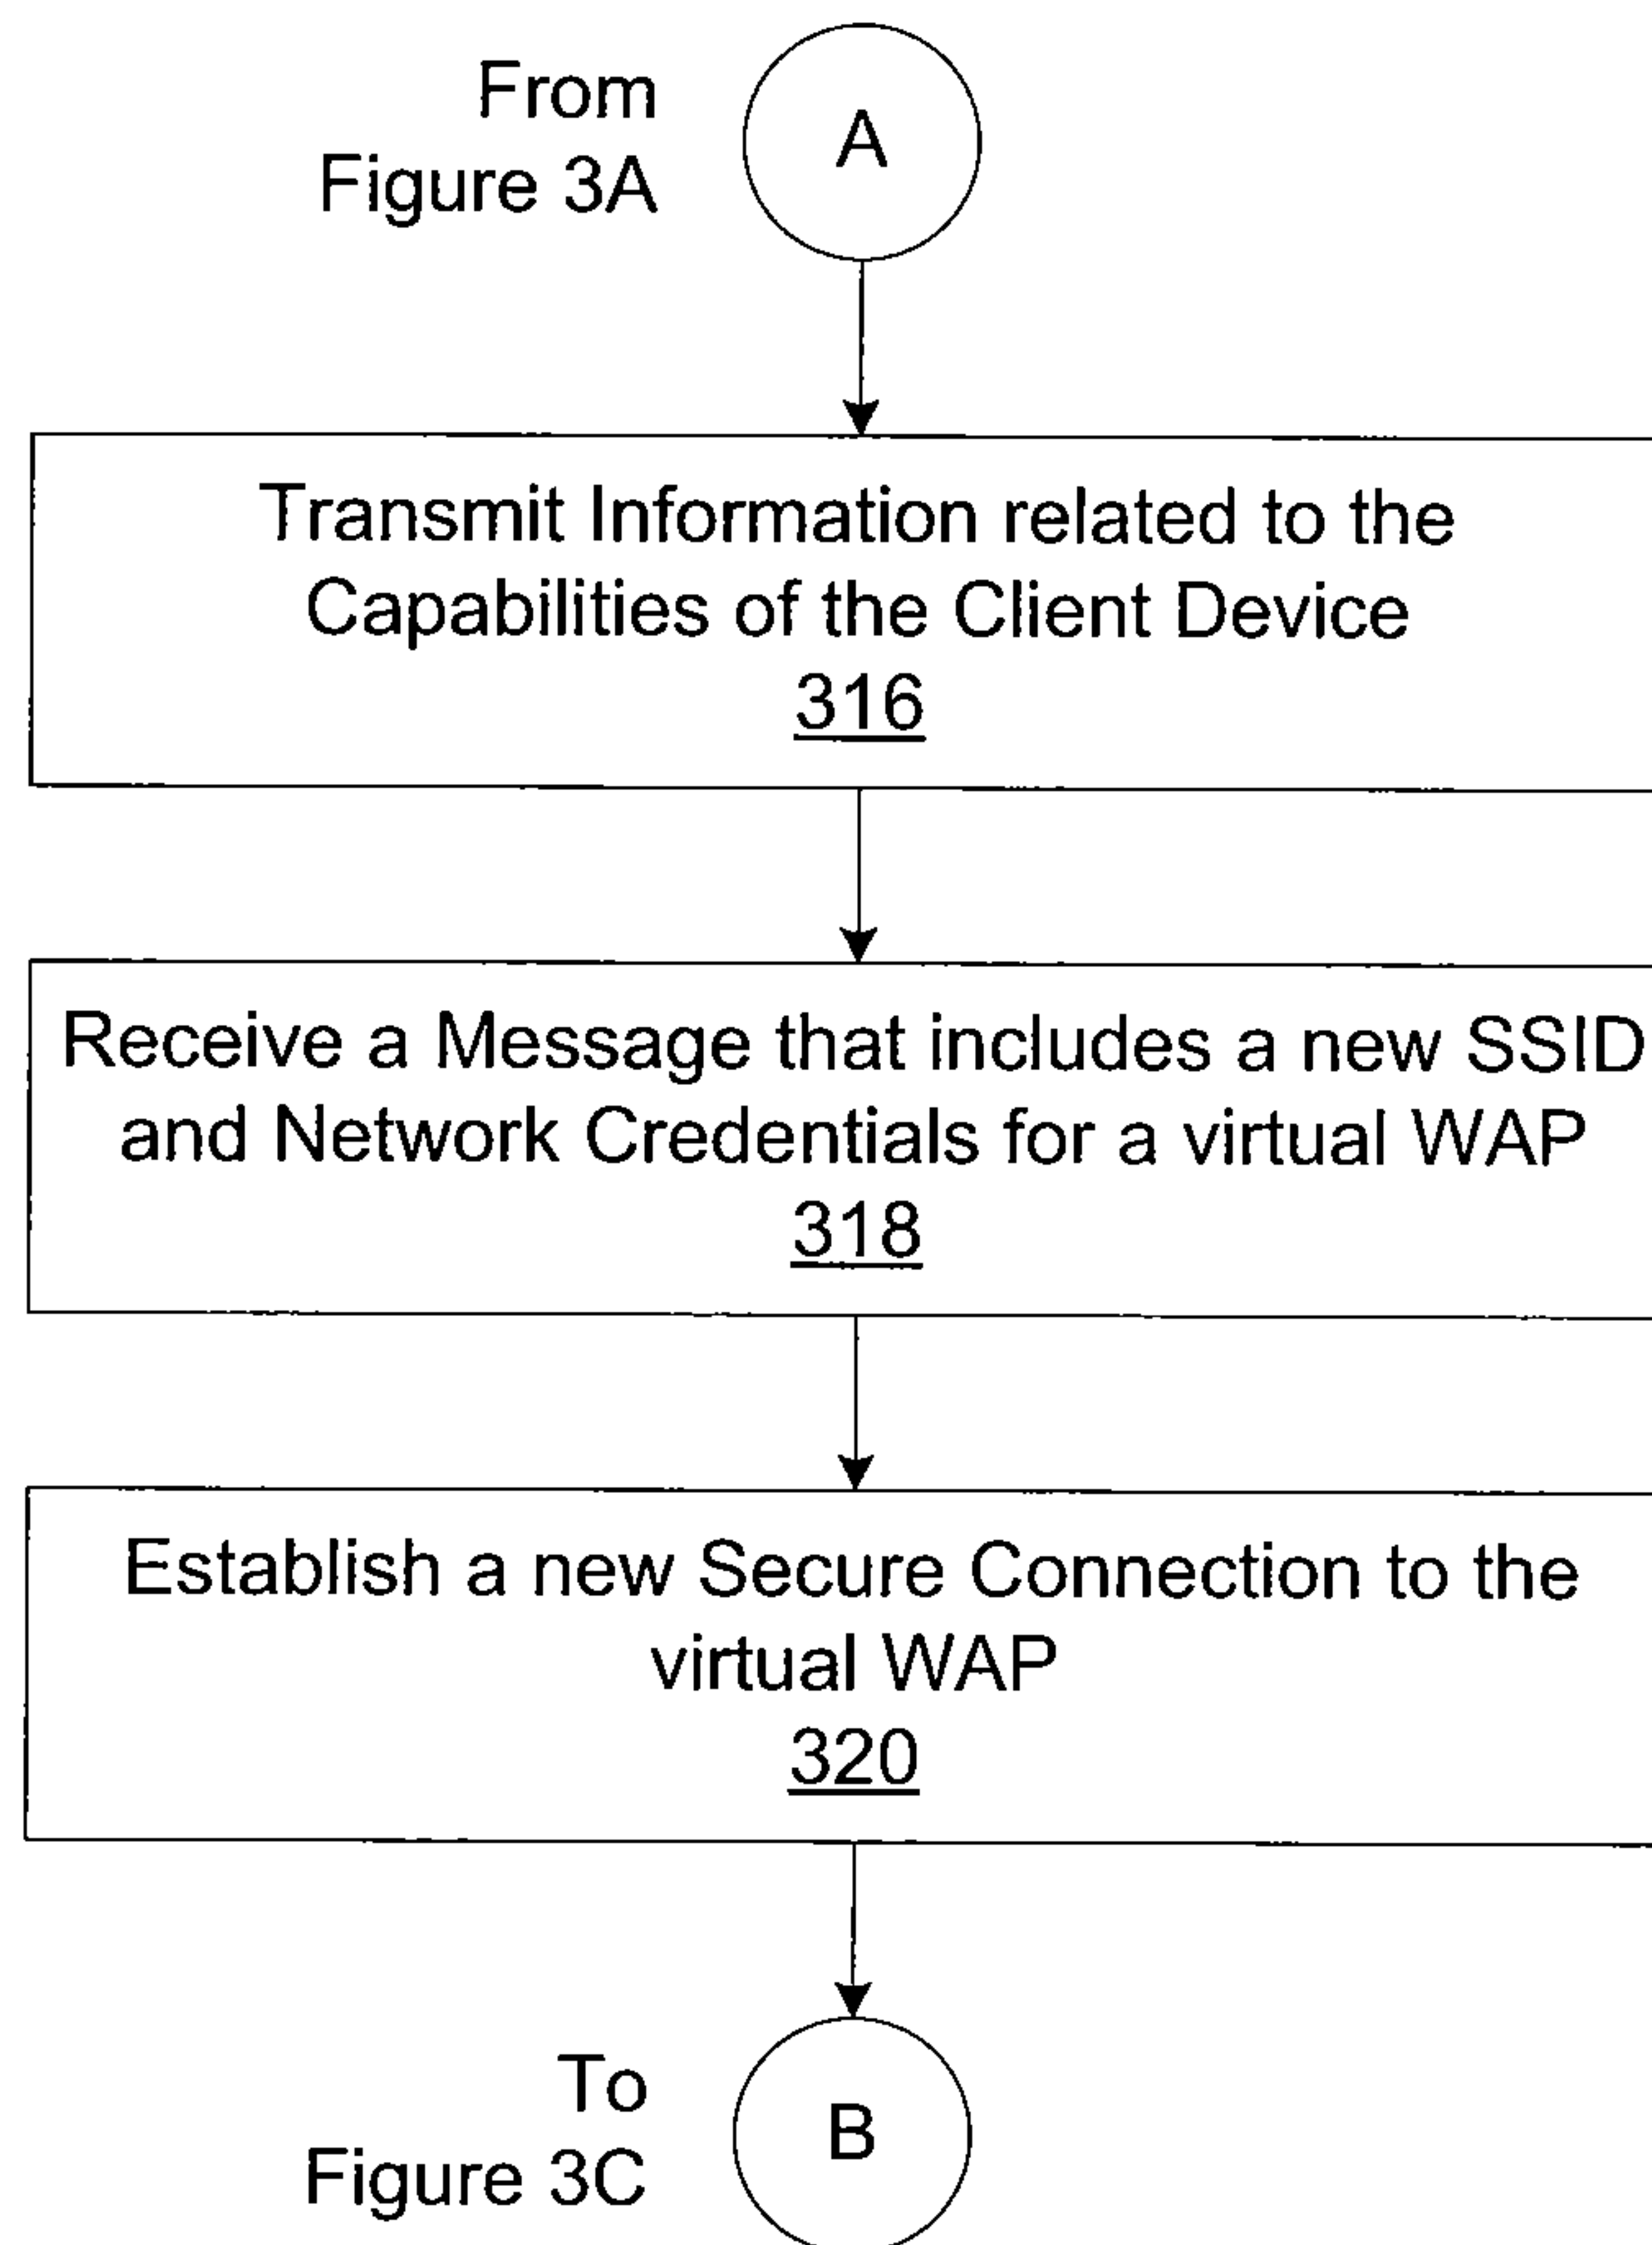 From
Figure 3A
A
Transmit Information related to the
Capabilities of the Client Device
316
Receive a Message that includes a new SSID
and Network Credentials for a virtual WAP
318
Establish a new Secure Connection to the
virtual WAP
320
To
Figure 3C
B